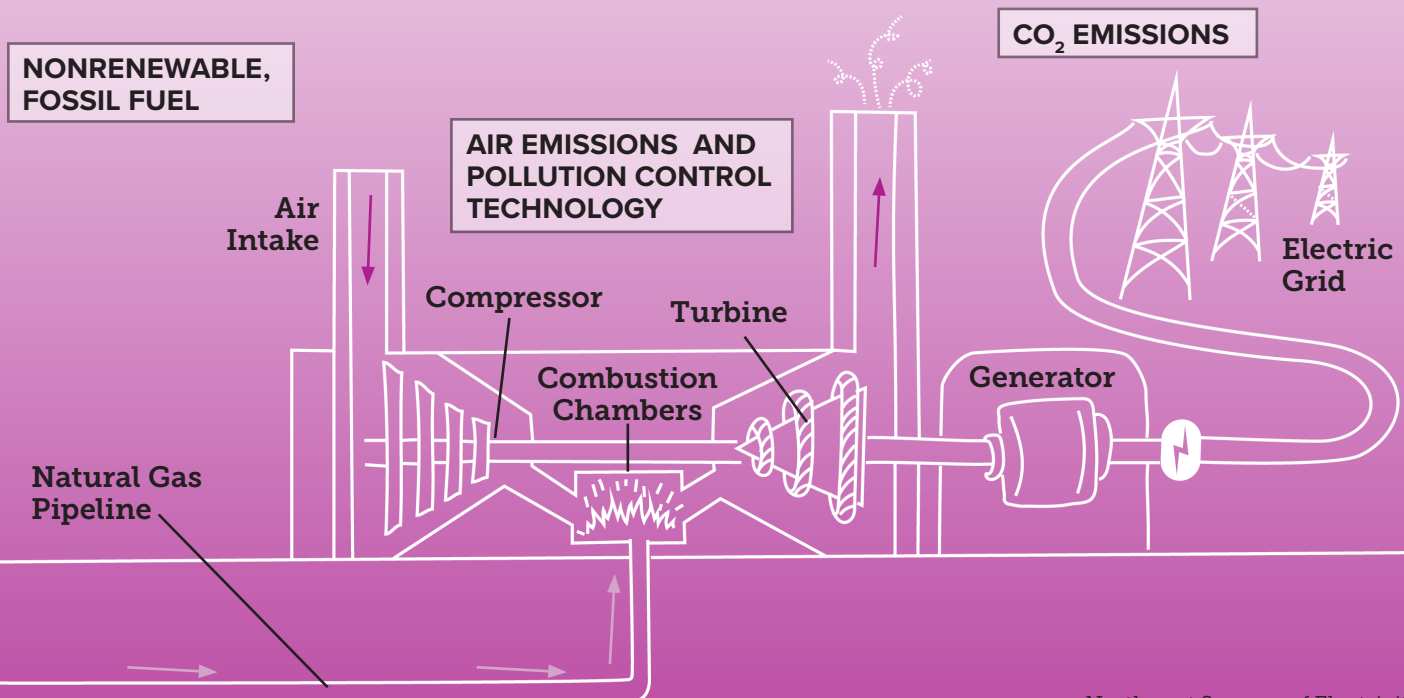 NONRENEWABLE,
FOSSIL FUEL
CO₂ EMISSIONS
AIR EMISSIONS AND
POLLUTION CONTROL
TECHNOLOGY
Air
Intake
Compressor
Turbine
Electric
Grid
Combustion
Chambers
Generator
Natural Gas
Pipeline